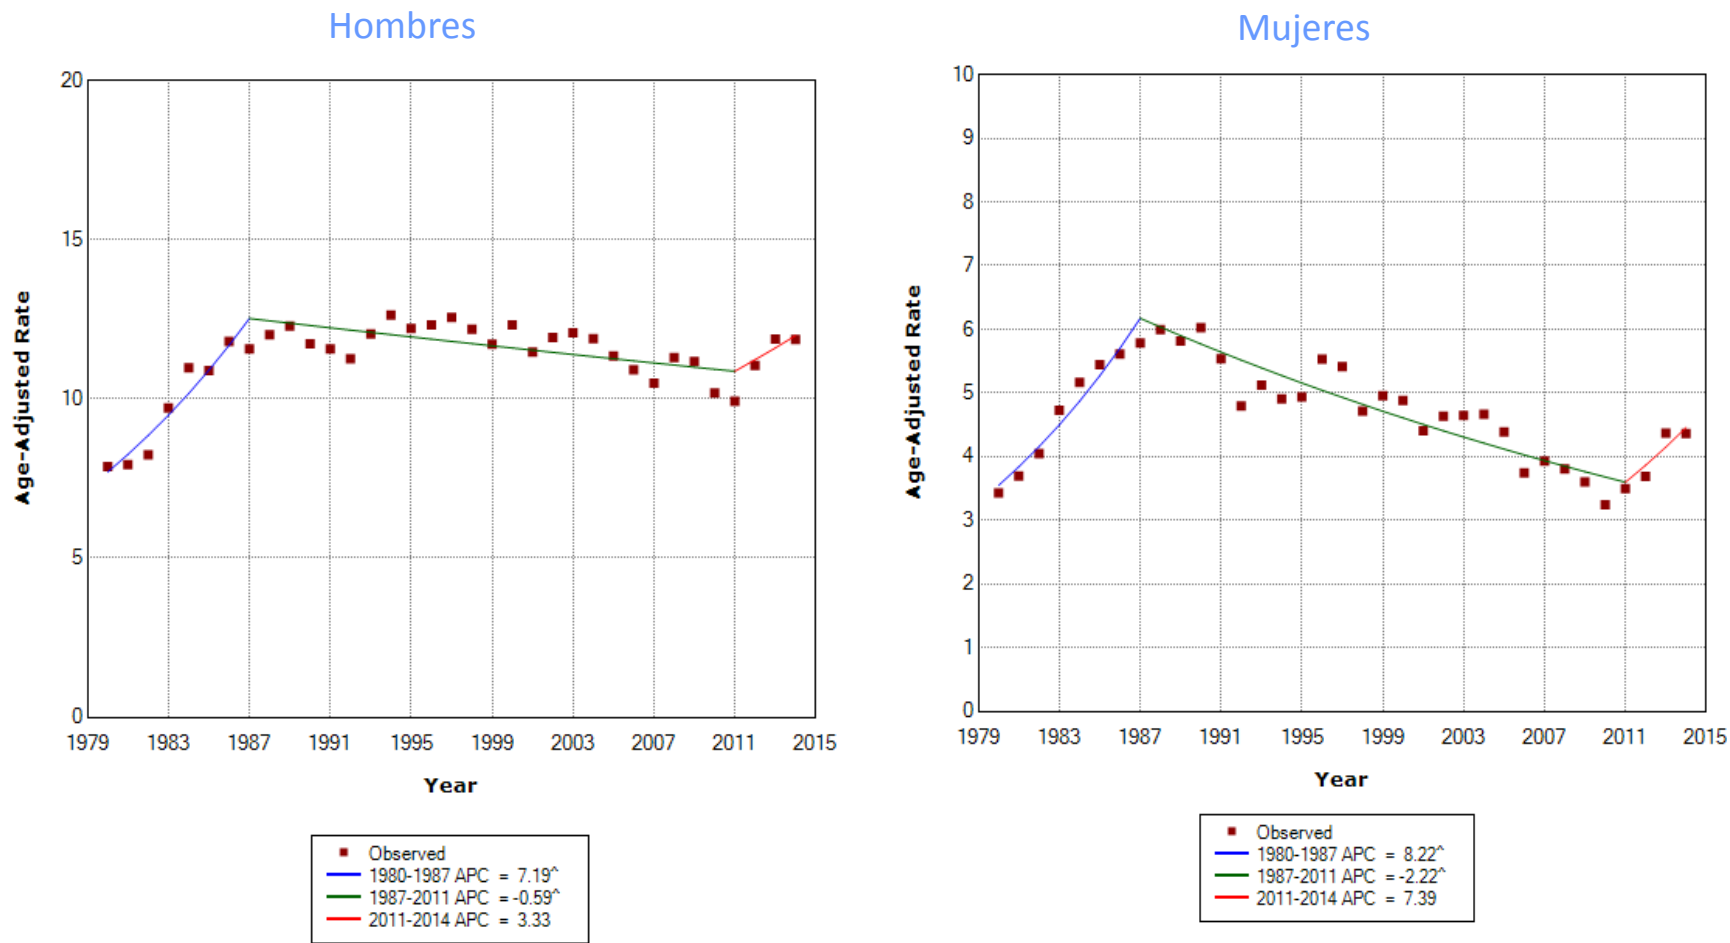 Hombres
20
15
10
5
0
Age-Adjusted Rate
1979 1983 1987 1991 1995 1999 2003 2007 2011 2015
Year
Observed
1980-1987 APC = 7.19^
1987-2011 APC = -0.59^
2011-2014 APC = 3.33
Mujeres
10
9
8
7
6
5
4
3
2
1
0
Age-Adjusted Rate
1979 1983 1987 1991 1995 1999 2003 2007 2011 2015
Year
Observed
1980-1987 APC = 8.22^
1987-2011 APC = -2.22^
2011-2014 APC = 7.39